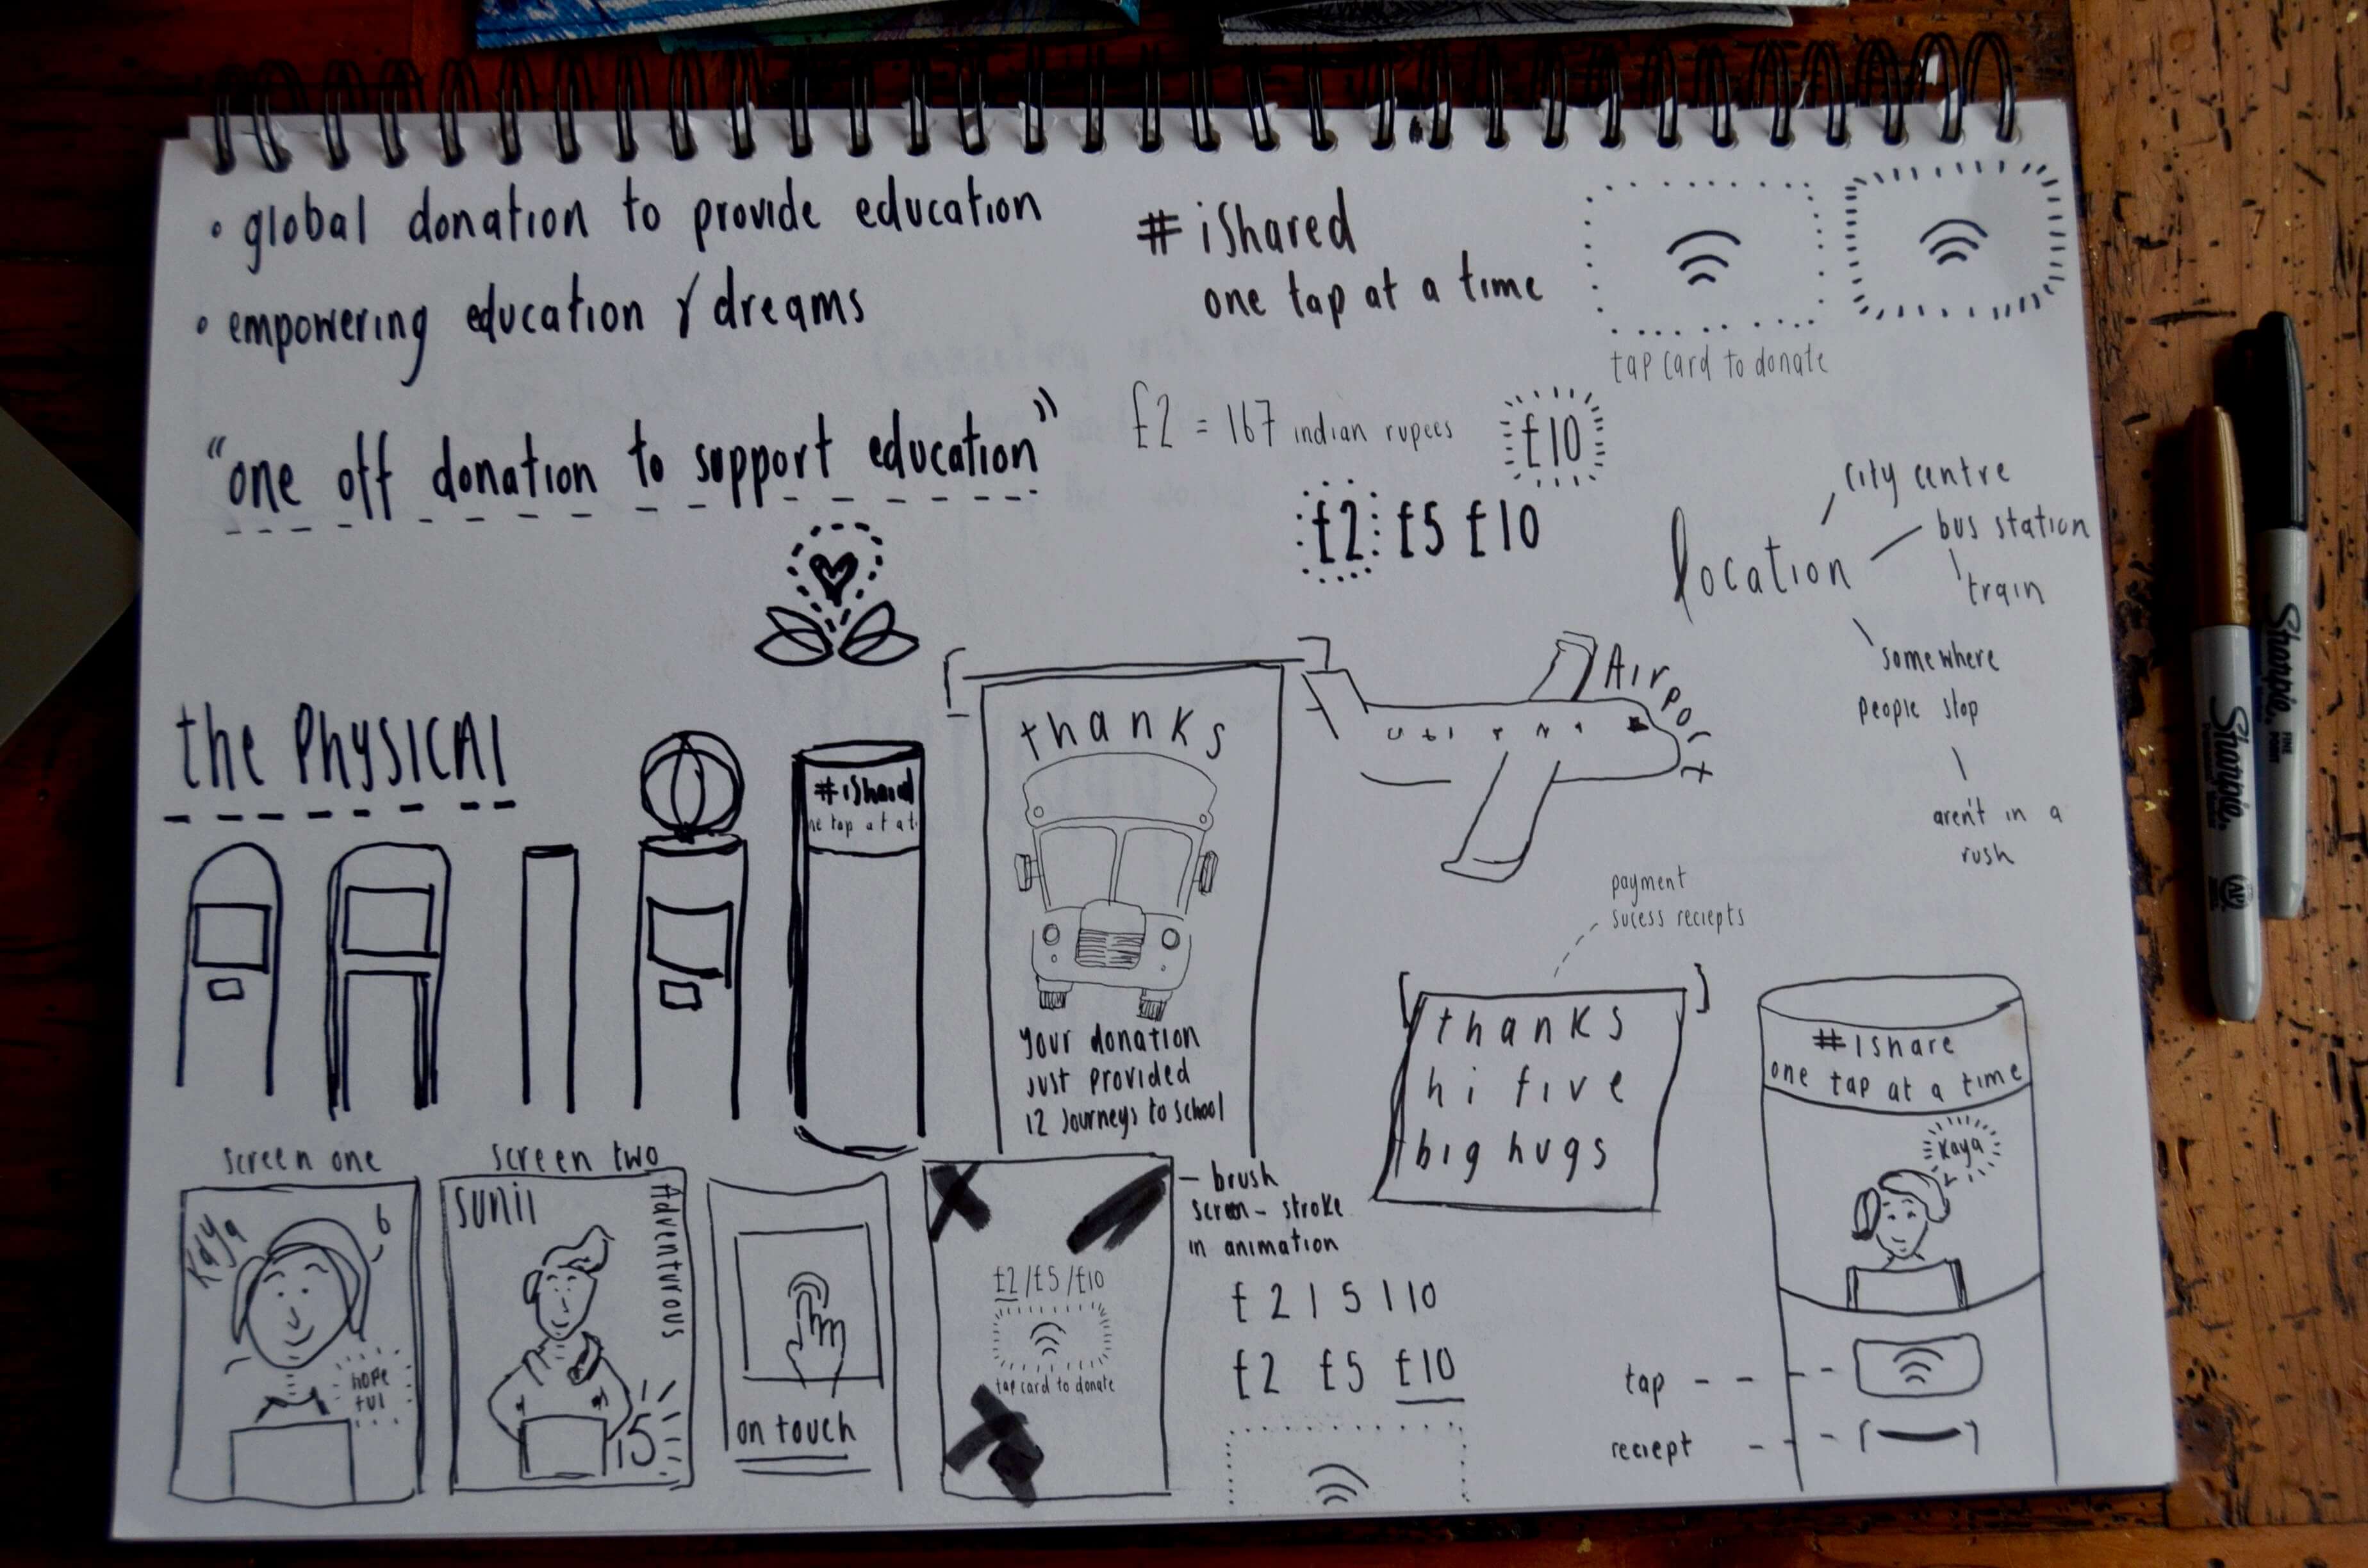 • global donation to provide education
• empowering education & dreams
"one off donation to support education"
# iShared
one tap at a time
tap card to donate
£2 = 167 indian rupees
£10
£2 £5 £10
location
city centre
bus station
train
somewhere
people stop
aren't in a
rush
Airport
the Physical
#iShared
ne tap at at
thanks
your donation
just provided
12 Journeys to school
payment
sucess reciepts
thanks
hi five
big hugs
#IShare
one tap at a time
Kaya
tap
reciept
screen one
Kaya
6
hope
ful
screen two
Sunil
Adventurous
15
on touch
£2/£5/£10
tap card to donate
– brush
screen - stroke
in animation
£ 2 | 5 | 10
£2 £5 £10
Sharpie
FINE
POINT
Sharpie
AP